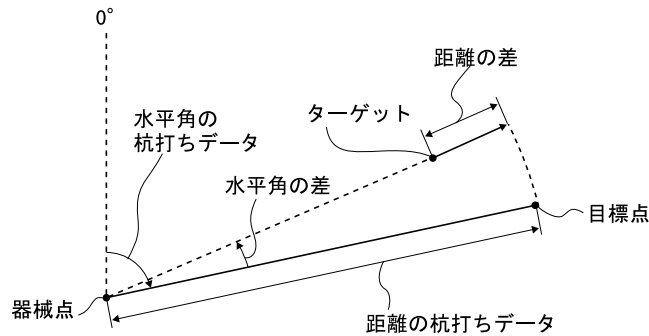 0°
距離の差
水平角の
杭打ちデータ
ターゲット
水平角の差
目標点
器械点
距離の杭打ちデータ